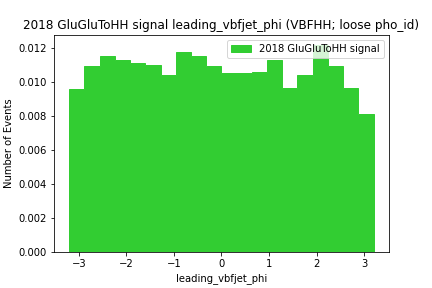 2018 GluGluToHH signal leading_vbfjet_phi (VBFHH; loose pho_id)
2018 GluGluToHH signal
Number of Events
0.012
0.010
0.008
0.006
0.004
0.002
0.000
−3 −2 −1 0 1 2 3
leading_vbfjet_phi